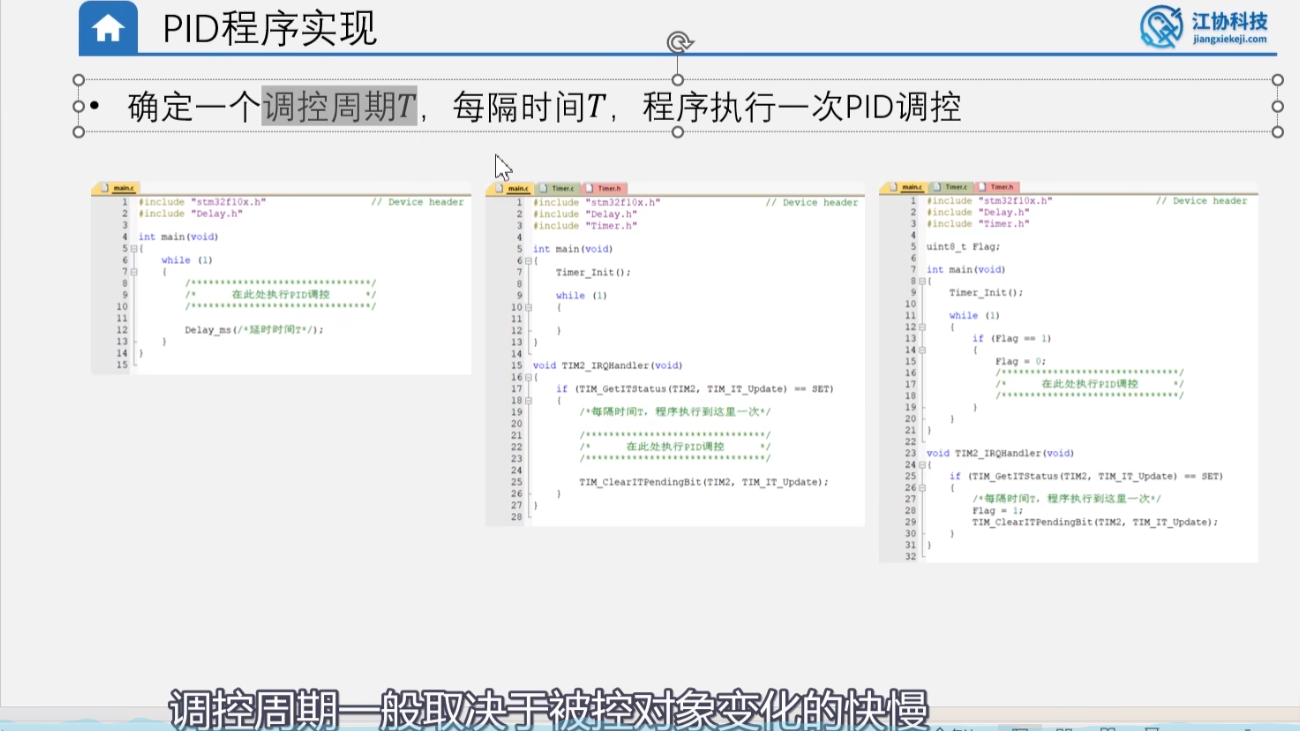 PID程序实现
江协科技
jiangxiekeji.com
• 确定一个调控周期T，每隔时间T，程序执行一次PID调控
main.c
1 #include "stm32f10x.h" // Device header
2 #include "Delay.h"
3
4 int main(void)
5 {
6 while (1)
7 {
8 /*******************************/
9 /* 在此处执行PID调控 */
10 /*******************************/
11
12 Delay_ms(/*延时时间T*/);
13 }
14 }
15
main.c Timer.c Timer.h
1 #include "stm32f10x.h" // Device header
2 #include "Delay.h"
3 #include "Timer.h"
4
5 int main(void)
6 {
7 Timer_Init();
8
9 while (1)
10 {
11
12 }
13 }
14
15 void TIM2_IRQHandler(void)
16 {
17 if (TIM_GetITStatus(TIM2, TIM_IT_Update) == SET)
18 {
19 /*每隔时间T，程序执行到这里一次*/
20
21 /*******************************/
22 /* 在此处执行PID调控 */
23 /*******************************/
24
25 TIM_ClearITPendingBit(TIM2, TIM_IT_Update);
26 }
27 }
28
main.c Timer.c Timer.h
1 #include "stm32f10x.h" // Device header
2 #include "Delay.h"
3 #include "Timer.h"
4
5 uint8_t Flag;
6
7 int main(void)
8 {
9 Timer_Init();
10
11 while (1)
12 {
13 if (Flag == 1)
14 {
15 Flag = 0;
16 /*******************************/
17 /* 在此处执行PID调控 */
18 /*******************************/
19 }
20 }
21 }
22
23 void TIM2_IRQHandler(void)
24 {
25 if (TIM_GetITStatus(TIM2, TIM_IT_Update) == SET)
26 {
27 /*每隔时间T，程序执行到这里一次*/
28 Flag = 1;
29 TIM_ClearITPendingBit(TIM2, TIM_IT_Update);
30 }
31 }
32
调控周期一般取决于被控对象变化的快慢